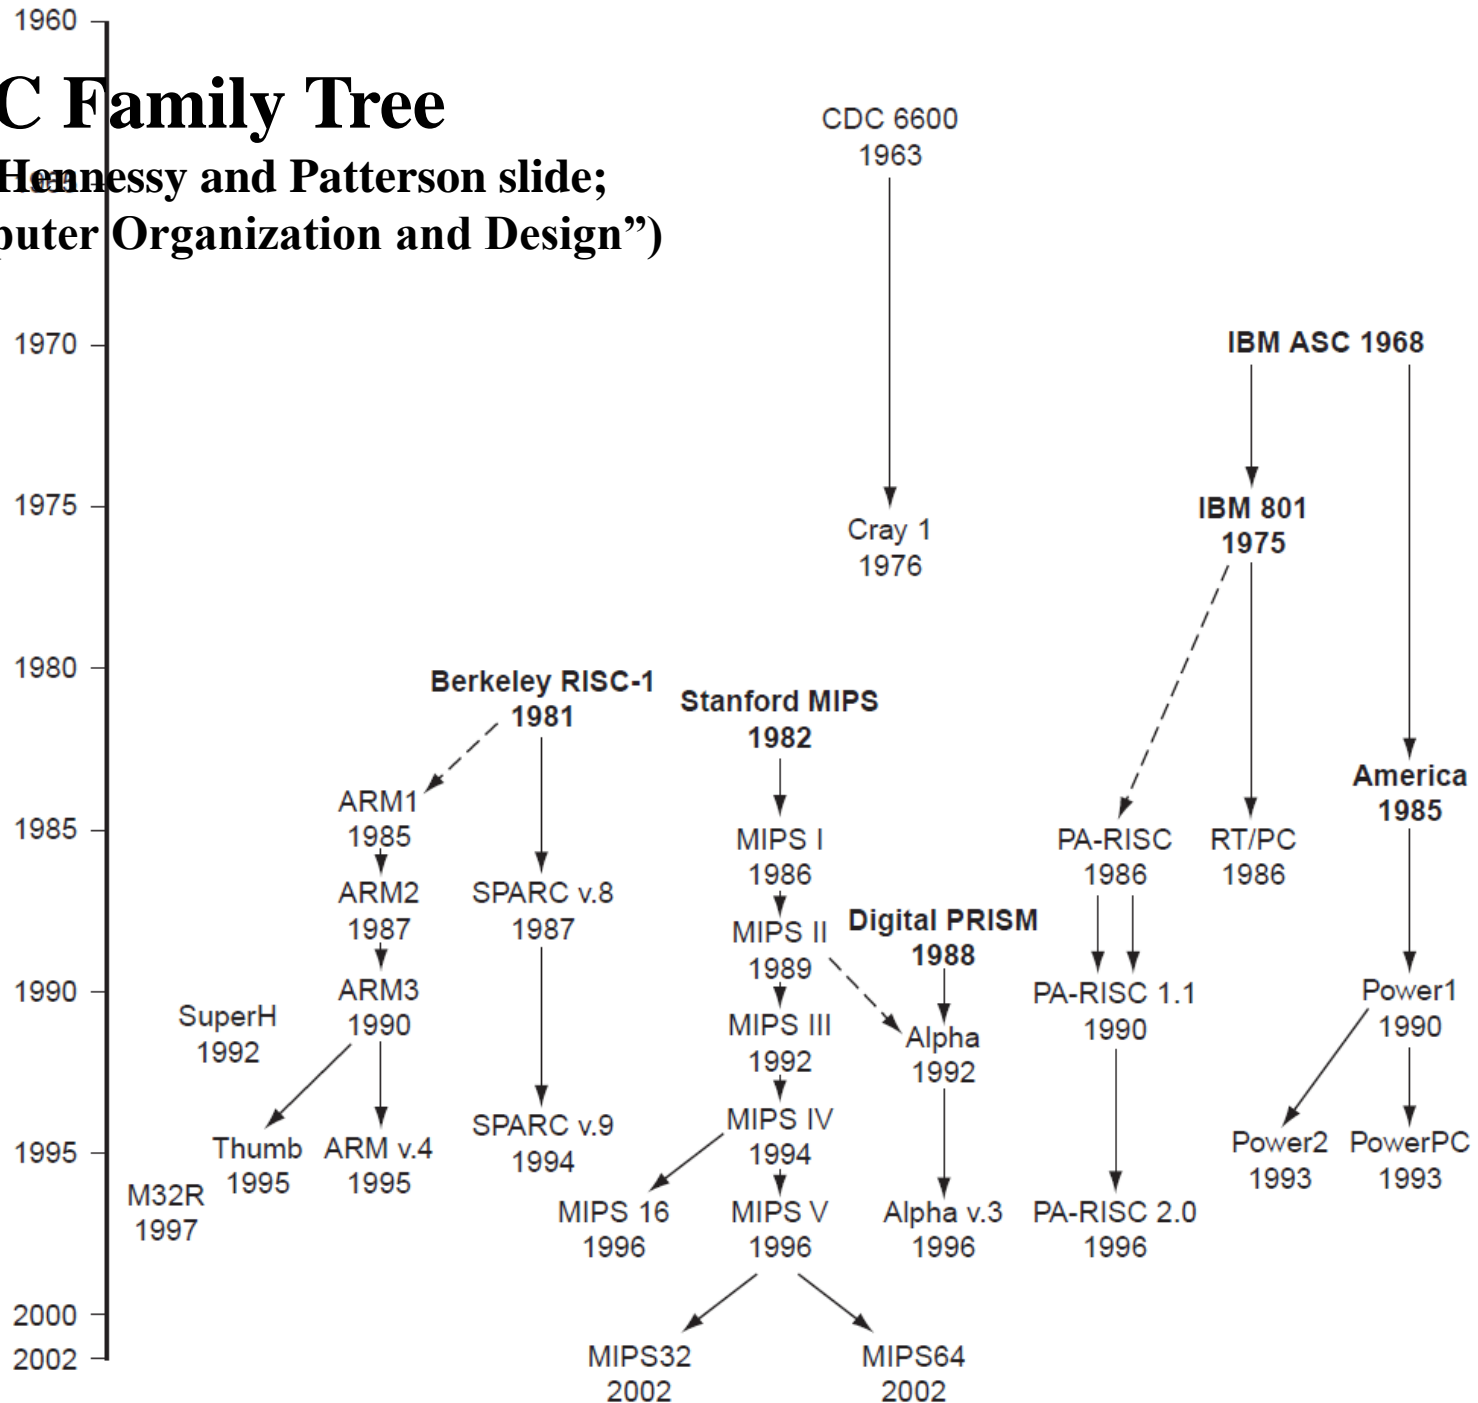 1960
C Family Tree
CDC 6600
1963
Hennessy and Patterson slide;
puter Organization and Design”)
1970
IBM ASC 1968
1975
IBM 801
1975
Cray 1
1976
1980
Berkeley RISC-1
1981
Stanford MIPS
1982
America
1985
ARM1
1985
1985
MIPS I
1986
PA-RISC
1986
RT/PC
1986
ARM2
1987
SPARC v.8
1987
MIPS II
1989
Digital PRISM
1988
1990
ARM3
1990
PA-RISC 1.1
1990
Power1
1990
SuperH
1992
MIPS III
1992
Alpha
1992
1995
Thumb
1995
ARM v.4
1995
SPARC v.9
1994
MIPS IV
1994
Power2
1993
PowerPC
1993
M32R
1997
MIPS 16
1996
MIPS V
1996
Alpha v.3
1996
PA-RISC 2.0
1996
2000
2002
MIPS32
2002
MIPS64
2002